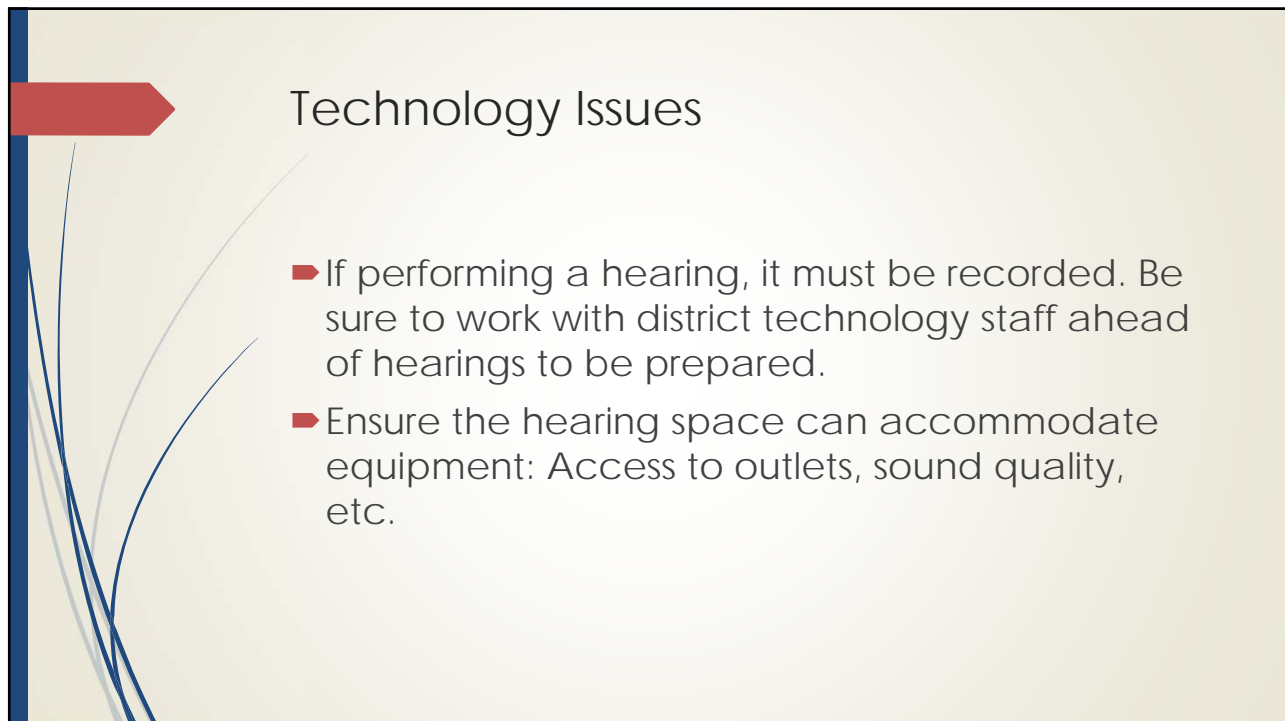 Technology Issues
If performing a hearing, it must be recorded. Be
sure to work with district technology staff ahead
of hearings to be prepared.
Ensure the hearing space can accommodate
equipment: Access to outlets, sound quality,
etc.